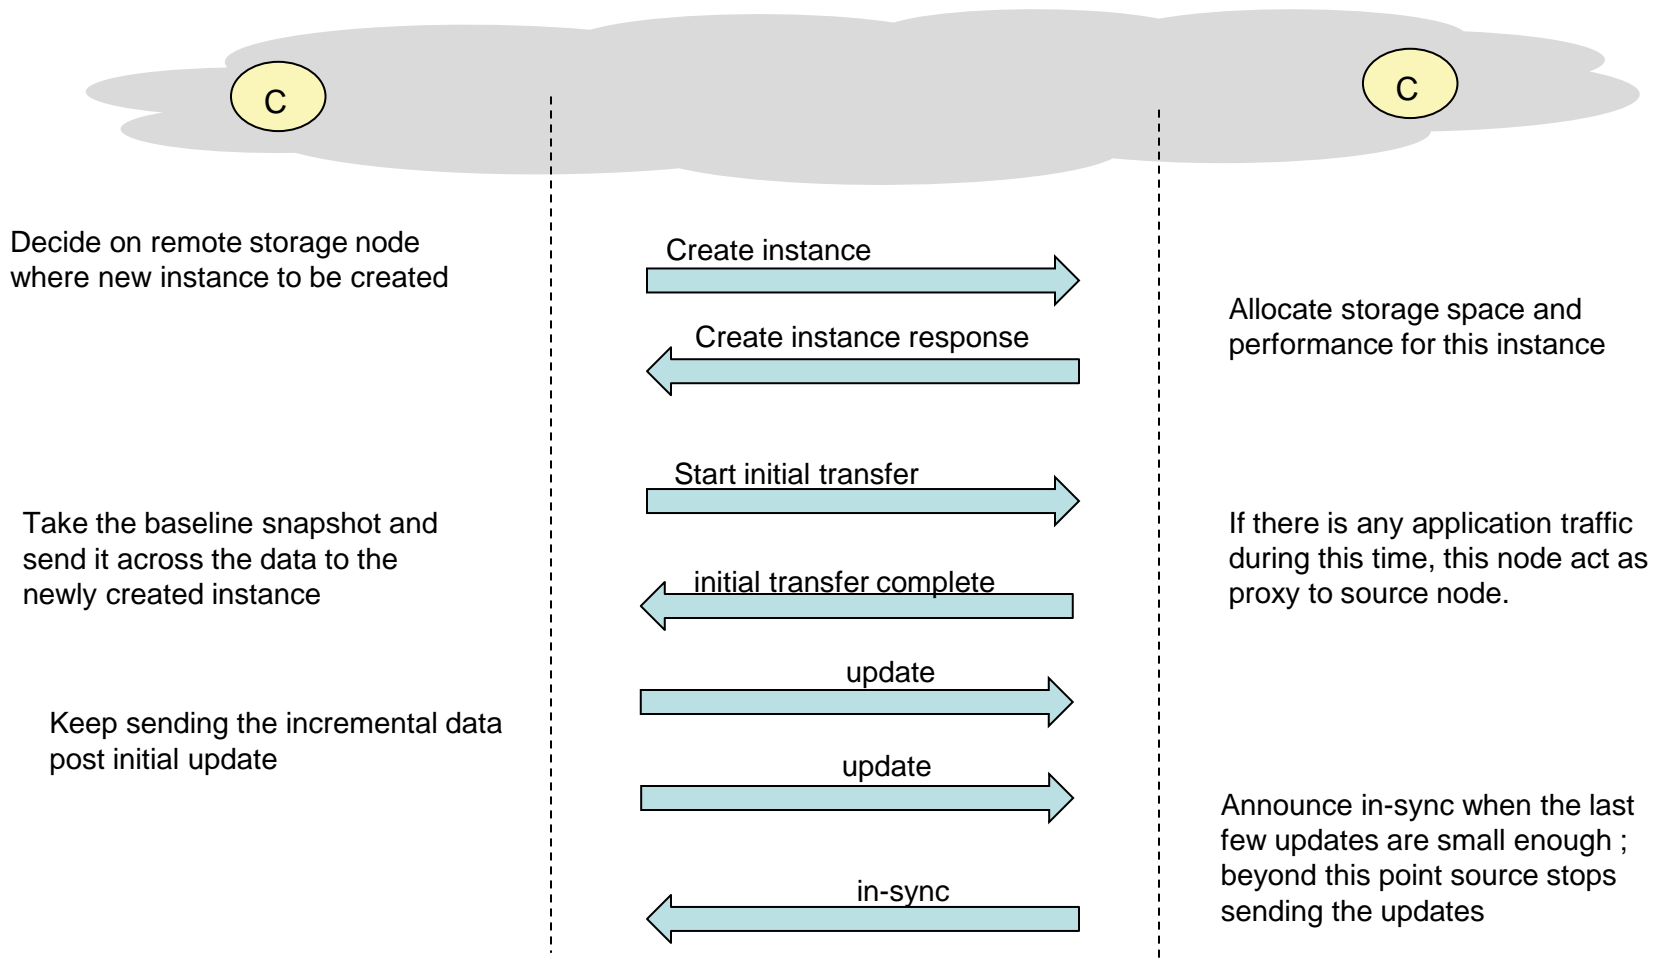 C
C
Decide on remote storage node
where new instance to be created
Create instance
Allocate storage space and
performance for this instance
Create instance response
Start initial transfer
Take the baseline snapshot and
send it across the data to the
newly created instance
If there is any application traffic
during this time, this node act as
proxy to source node.
initial transfer complete
update
Keep sending the incremental data
post initial update
update
Announce in-sync when the last
few updates are small enough ;
beyond this point source stops
sending the updates
in-sync